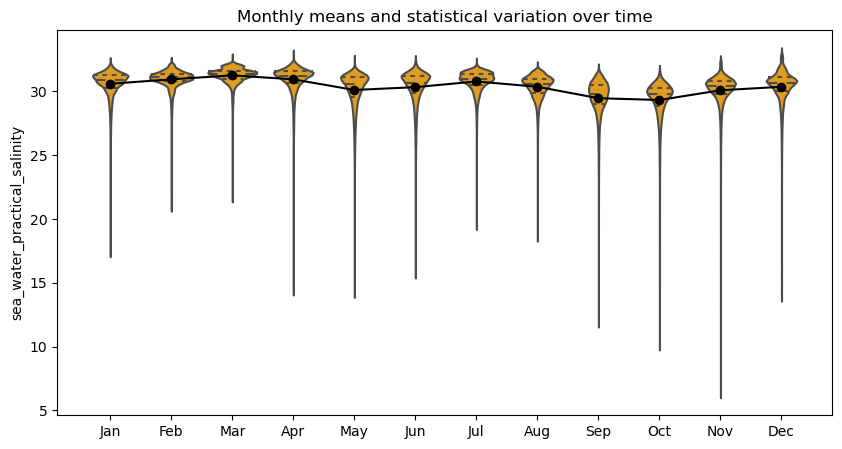 Monthly means and statistical variation over time
sea_water_practical_salinity
30
25
20
15
10
5
Jan Feb Mar Apr May Jun Jul Aug Sep Oct Nov Dec